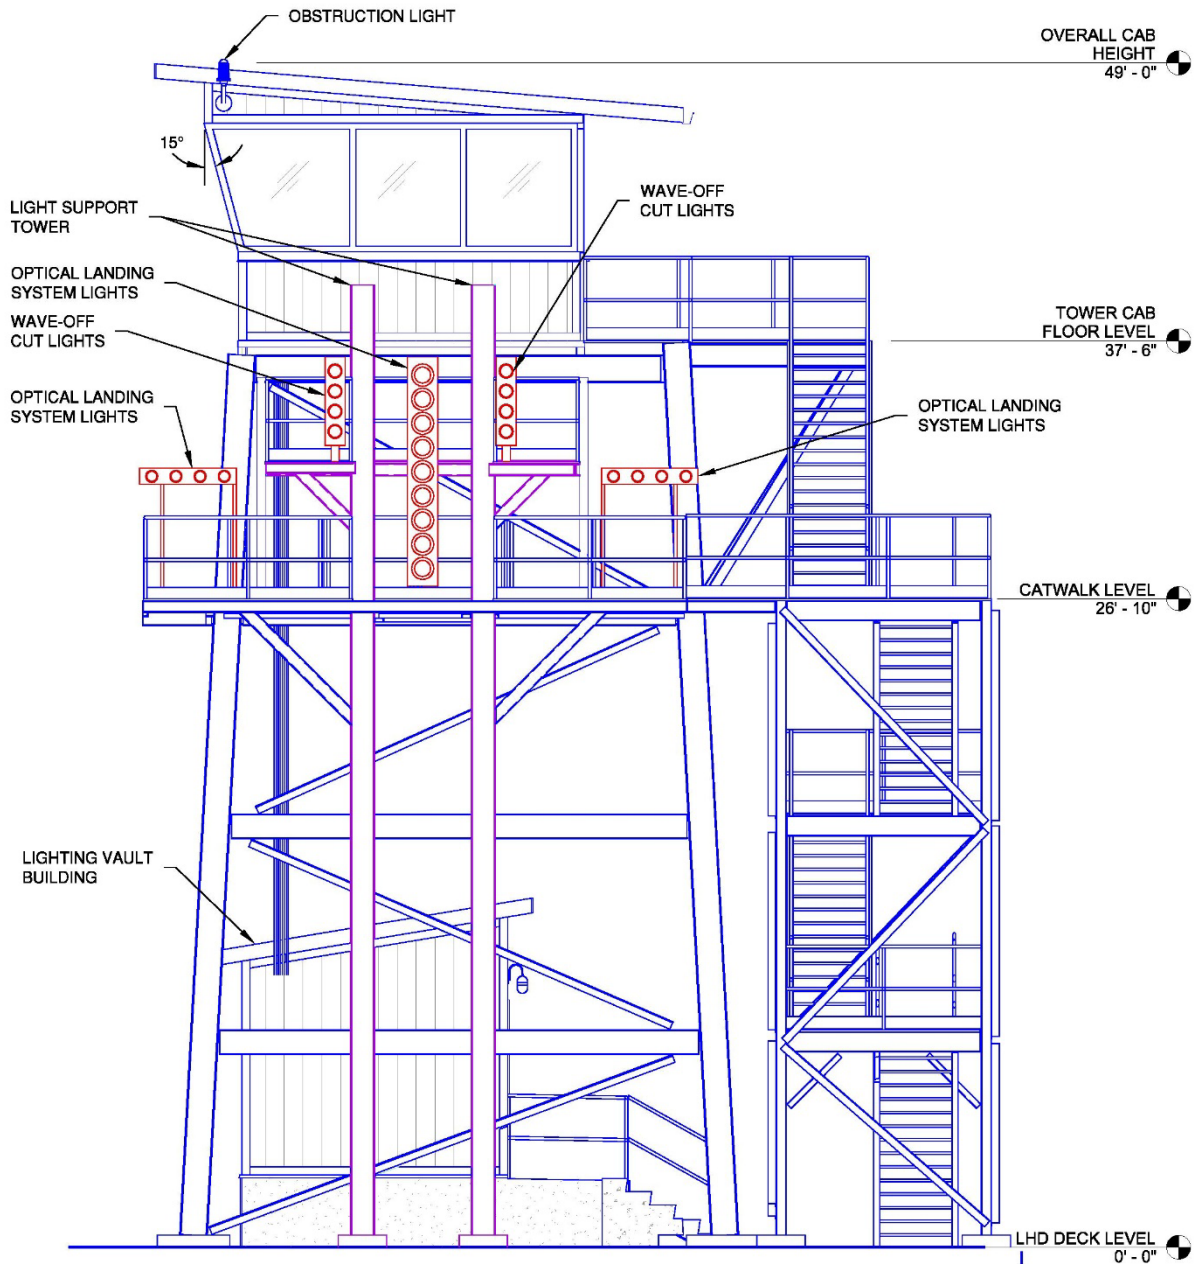 OBSTRUCTION LIGHT
OVERALL CAB
HEIGHT
49' - 0"
15°
WAVE-OFF
CUT LIGHTS
LIGHT SUPPORT
TOWER
OPTICAL LANDING
SYSTEM LIGHTS
WAVE-OFF
CUT LIGHTS
TOWER CAB
FLOOR LEVEL
37' - 6"
OPTICAL LANDING
SYSTEM LIGHTS
OPTICAL LANDING
SYSTEM LIGHTS
CATWALK LEVEL
26' - 10"
LIGHTING VAULT
BUILDING
LHD DECK LEVEL
0' - 0"